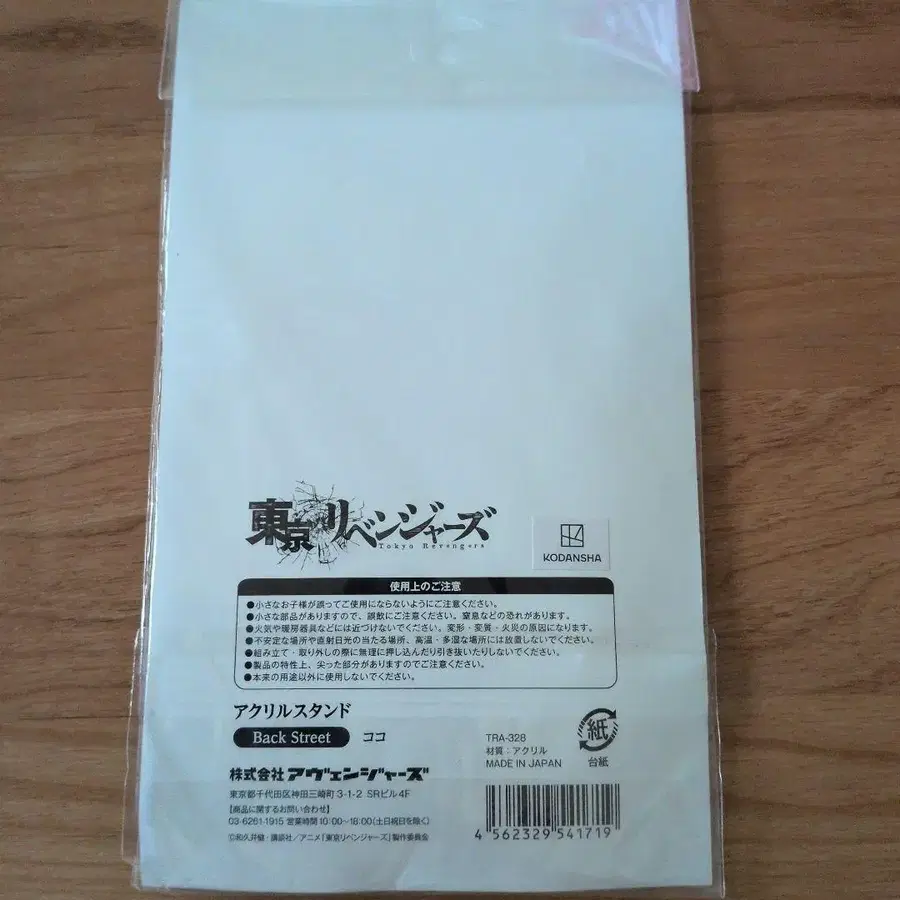 東京リベンジャーズ
Tokyo Revengers
KODANSHA
使用上のご注意
●小さなお子様が誤ってご使用にならないようにご注意ください。
●小さな部品がありますので、誤飲にご注意ください。窒息などの恐れがあります。
●火気や暖房器具などには近づけないでください。変形・変質・火災の原因になります。
●不安定な場所や直射日光の当たる場所、高温・多湿な場所には放置しないでください。
●組み立て・取り外しの際に無理に押し込んだり引き抜いたりしないでください。
●製品の特性上、尖った部分がありますのでご注意ください。
●本来の用途以外に使用しないでください。
アクリルスタンド
Back Street ココ
株式会社アヴェンジャーズ
東京都千代田区神田三崎町3-1-2 SRビル4F
【商品に関するお問い合わせ】
03-6261-1915 営業時間10:00~18:00(土日祝日を除く)
©和久井健・講談社/アニメ「東京リベンジャーズ」製作委員会
TRA-328
材質:アクリル
MADE IN JAPAN
紙
台紙
4 562329 541719